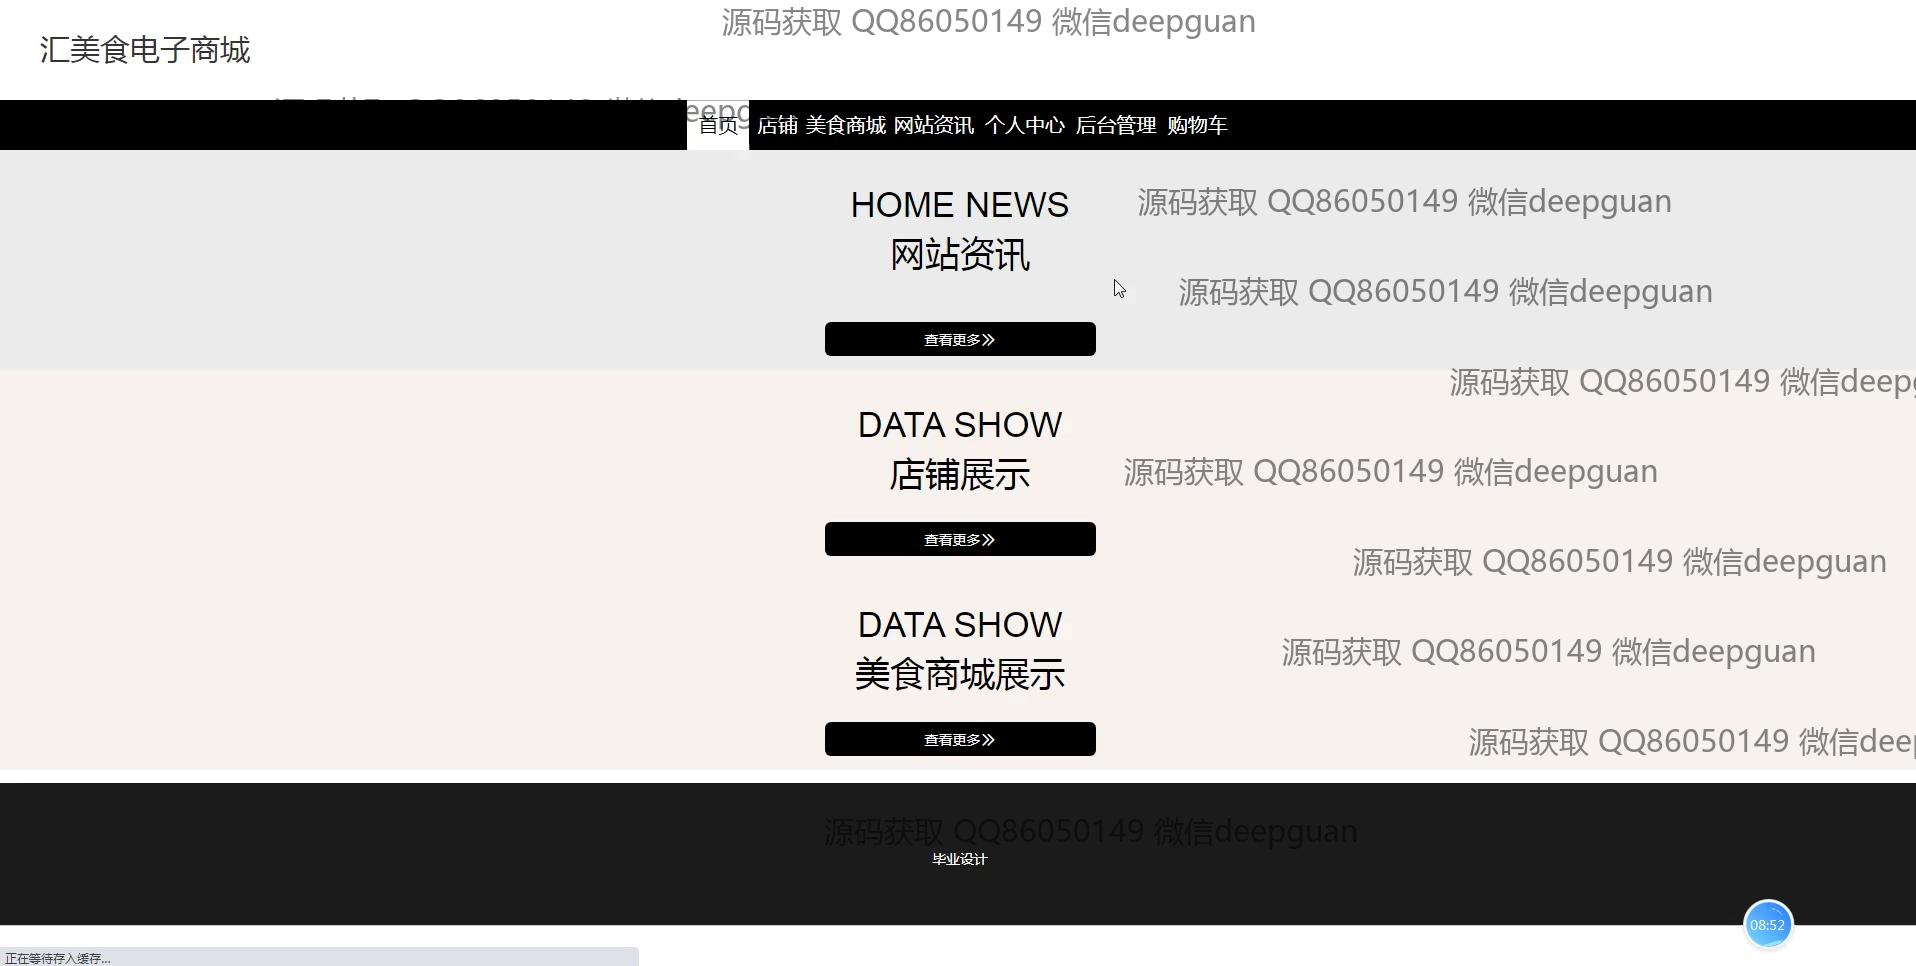 源码获取 QQ86050149 微信deepguan
汇美食电子商城
首页 店铺 美食商城 网站资讯 个人中心 后台管理 购物车
HOME NEWS
源码获取 QQ86050149 微信deepguan
网站资讯
源码获取 QQ86050149 微信deepguan
查看更多
源码获取 QQ86050149 微信deep
DATA SHOW
店铺展示
源码获取 QQ86050149 微信deepguan
查看更多
源码获取 QQ86050149 微信deepguan
DATA SHOW
源码获取 QQ86050149 微信deepguan
美食商城展示
查看更多
源码获取 QQ86050149 微信dee
源码获取 QQ86050149 微信deepguan
毕业设计
08:52
正在等待存入缓存...